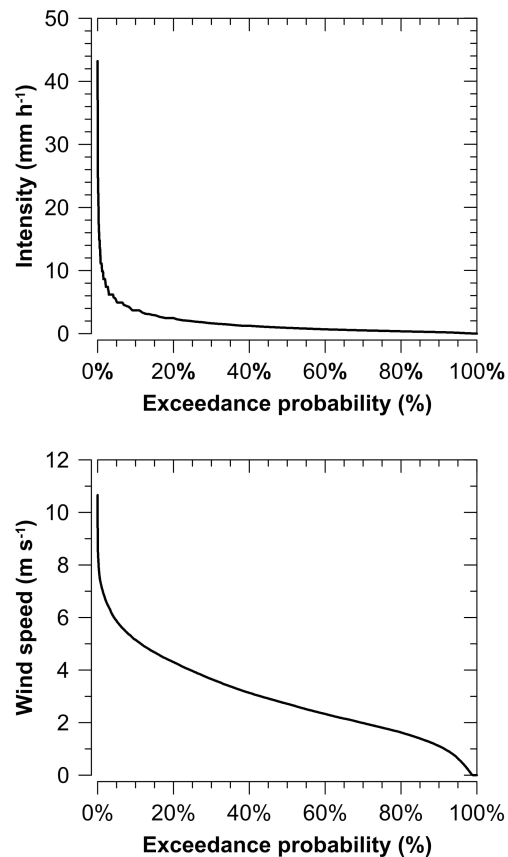 50
40
30
20
10
0
Intensity (mm h⁻¹)
0% 20% 40% 60% 80% 100%
Exceedance probability (%)
12
10
8
6
4
2
0
Wind speed (m s⁻¹)
0% 20% 40% 60% 80% 100%
Exceedance probability (%)